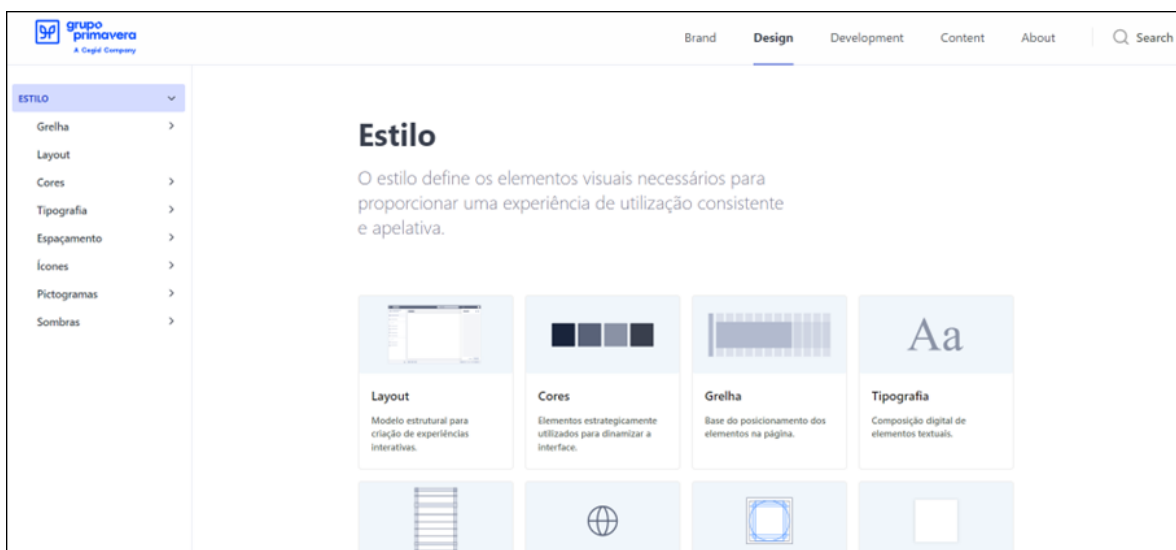 grupo
primavera
A Cegid Company
Brand Design Development Content About Search
ESTILO
Grelha
Layout
Cores
Tipografia
Espaçamento
Ícones
Pictogramas
Sombras
Estilo
O estilo define os elementos visuais necessários para
proporcionar uma experiência de utilização consistente
e apelativa.
Layout
Modelo estrutural para
criação de experiências
interativas.
Cores
Elementos estrategicamente
utilizados para dinamizar a
interface.
Grelha
Base do posicionamento dos
elementos na página.
Aa
Tipografia
Composição digital de
elementos textuais.